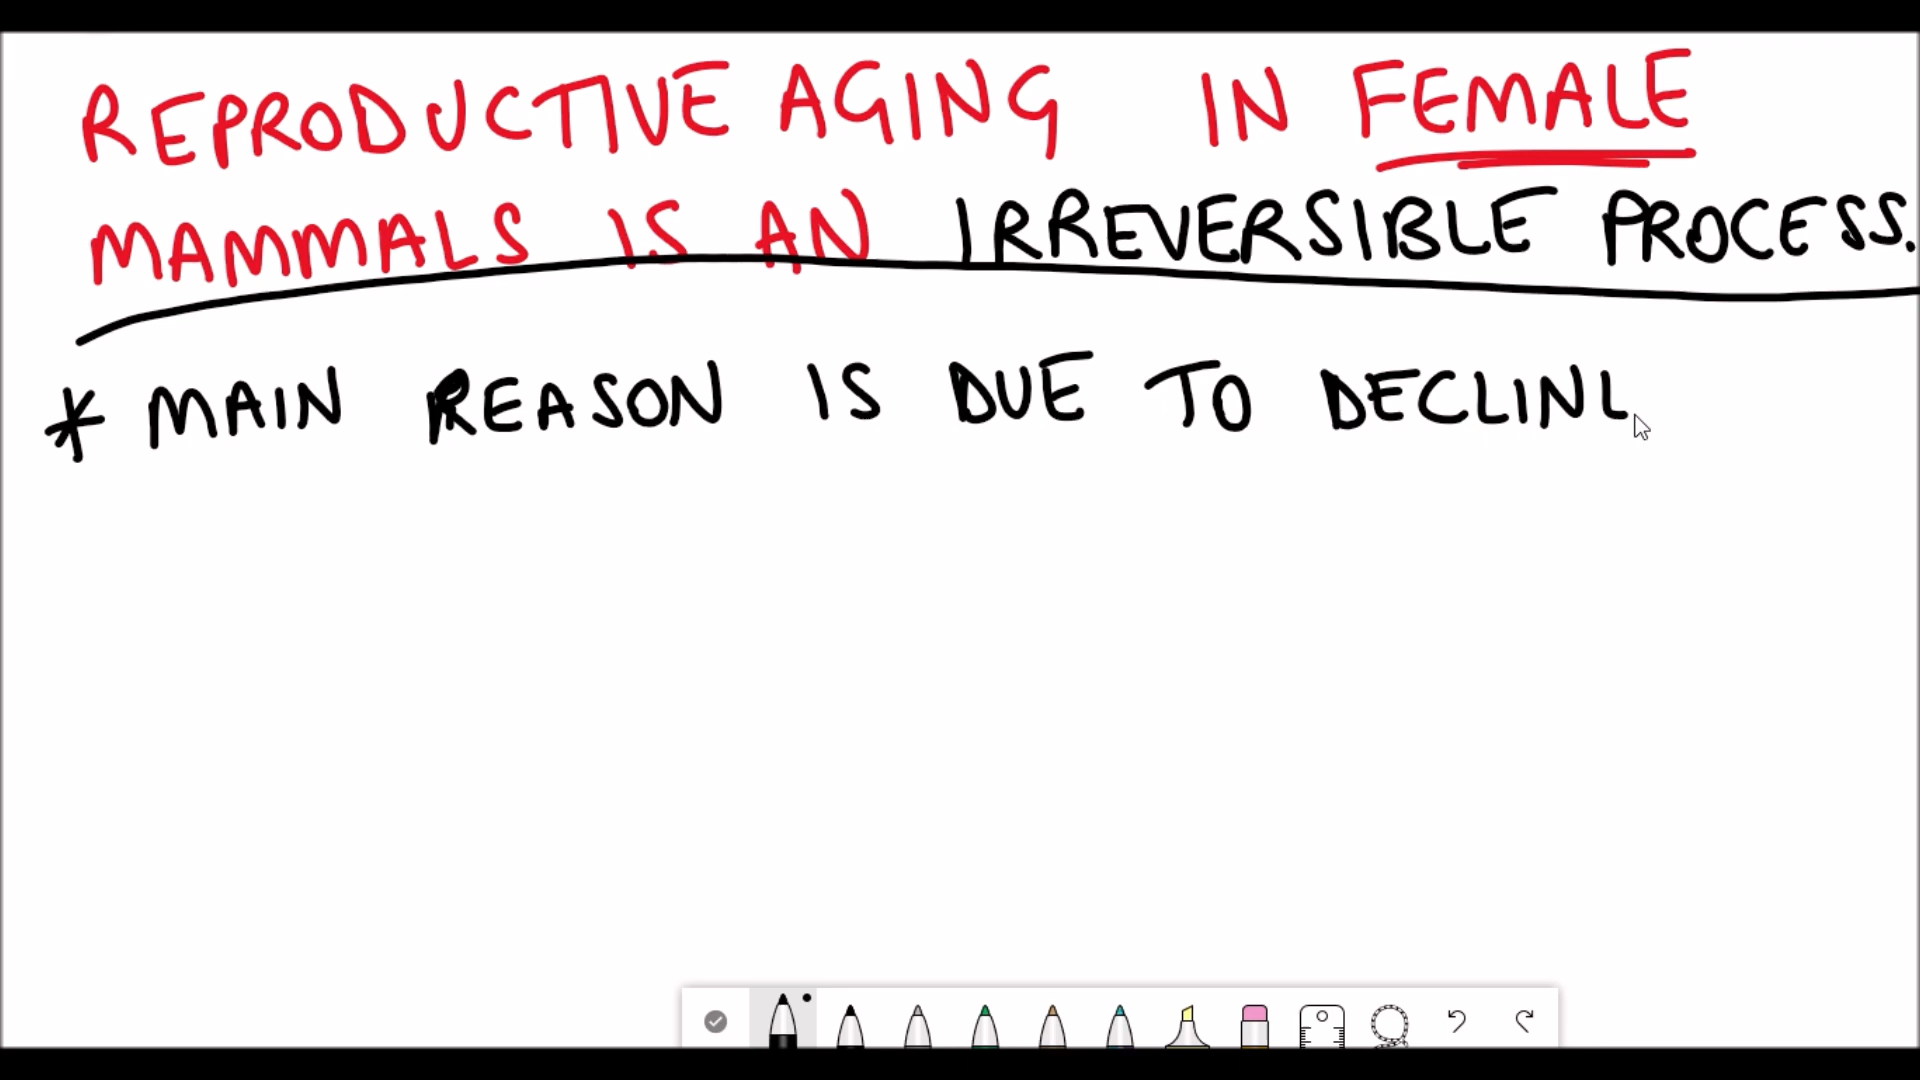 REPRODUCTIVE AGING IN FEMALE
MAMMALS IS AN IRREVERSIBLE PROCESS.
* MAIN REASON IS DUE TO DECLINL